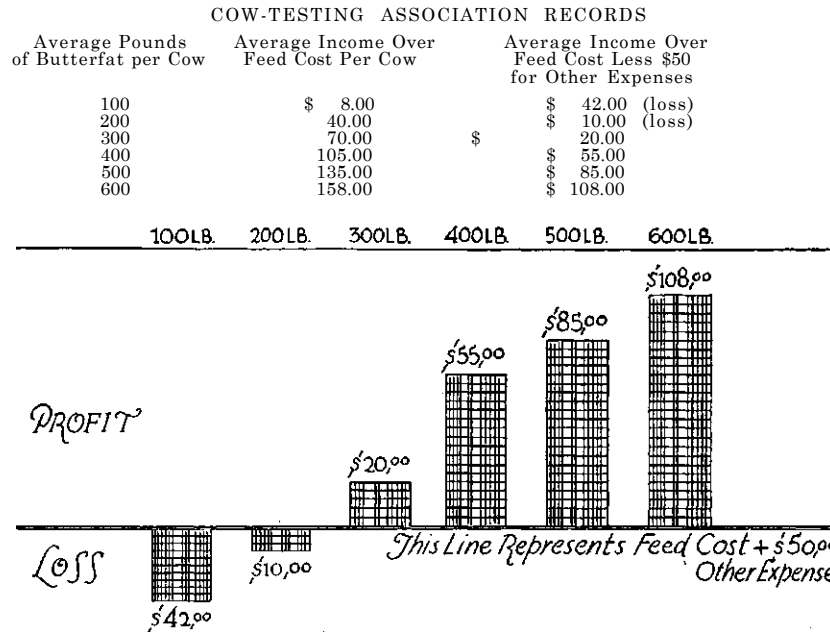 COW-TESTING ASSOCIATION RECORDS
Average Pounds of Butterfat per Cow
Average Income Over Feed Cost Per Cow
Average Income Over Feed Cost Less $50 for Other Expenses
100 $ 8.00 $ 42.00 (loss)
200 40.00 $ 10.00 (loss)
300 70.00 $ 20.00
400 105.00 $ 55.00
500 135.00 $ 85.00
600 158.00 $ 108.00
100LB. 200LB. 300LB. 400LB. 500LB. 600LB.
$108,00
$85,00
$55,00
PROFIT
$20,00
This Line Represents Feed Cost + $50,00
Other Expense
LOSS
$10,00
$42,00